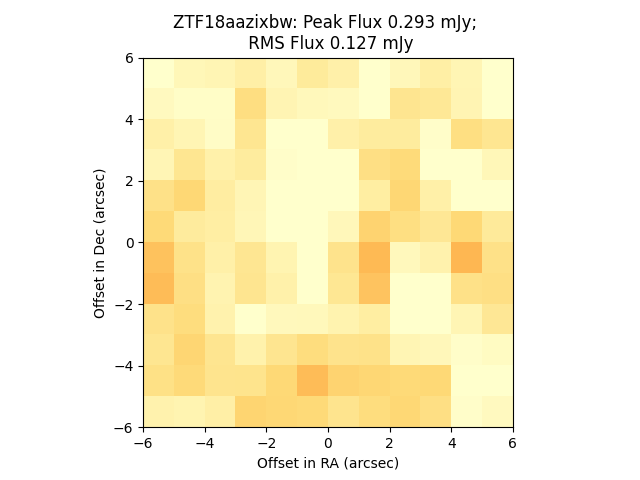 ZTF18aazixbw: Peak Flux 0.293 mJy;
RMS Flux 0.127 mJy
6
4
2
0
−2
−4
−6
Offset in Dec (arcsec)
−6 −4 −2 0 2 4 6
Offset in RA (arcsec)